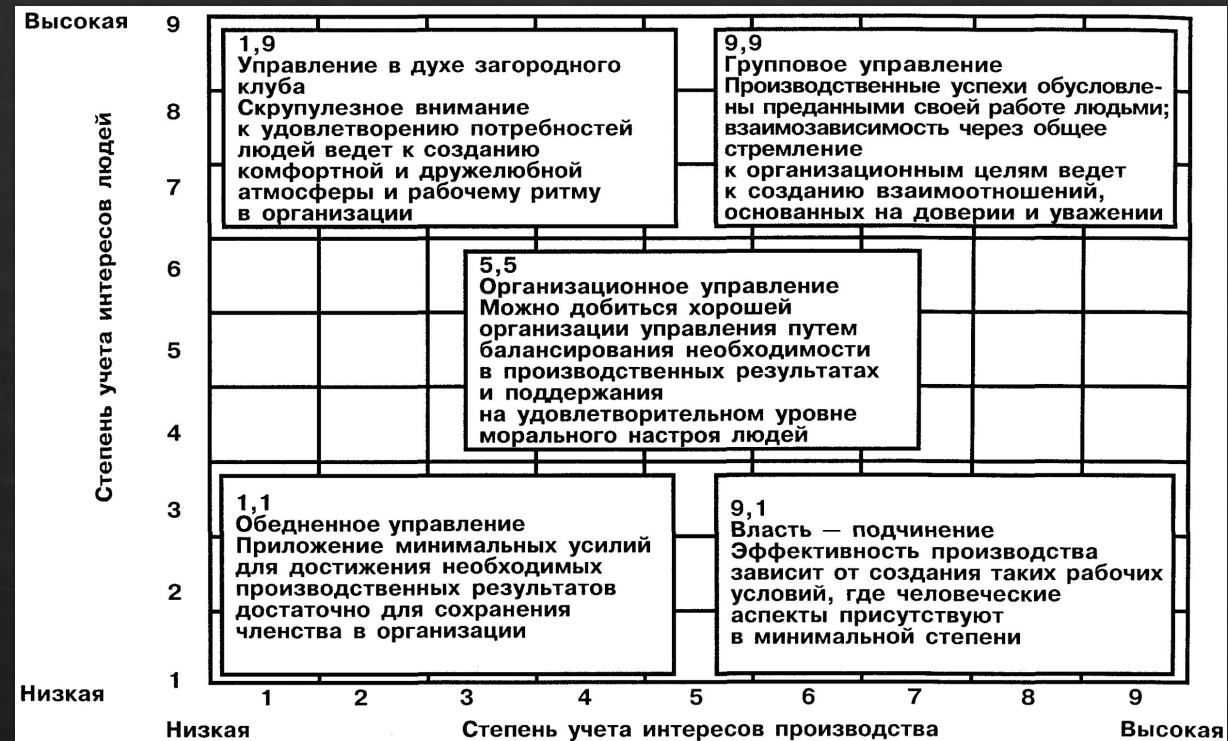 Высокая
9
8
7
6
5
4
3
2
1
Низкая
Степень учета интересов людей
1,9
Управление в духе загородного
клуба
Скрупулезное внимание
к удовлетворению потребностей
людей ведет к созданию
комфортной и дружелюбной
атмосферы и рабочему ритму
в организации
9,9
Групповое управление
Производственные успехи обусловле-
ны преданными своей работе людьми;
взаимозависимость через общее
стремление
к организационным целям ведет
к созданию взаимоотношений,
основанных на доверии и уважении
5,5
Организационное управление
Можно добиться хорошей
организации управления путем
балансирования необходимости
в производственных результатах
и поддержания
на удовлетворительном уровне
морального настроя людей
1,1
Обедненное управление
Приложение минимальных усилий
для достижения необходимых
производственных результатов
достаточно для сохранения
членства в организации
9,1
Власть — подчинение
Эффективность производства
зависит от создания таких рабочих
условий, где человеческие
аспекты присутствуют
в минимальной степени
1 2 3 4 5 6 7 8 9
Низкая Степень учета интересов производства Высокая